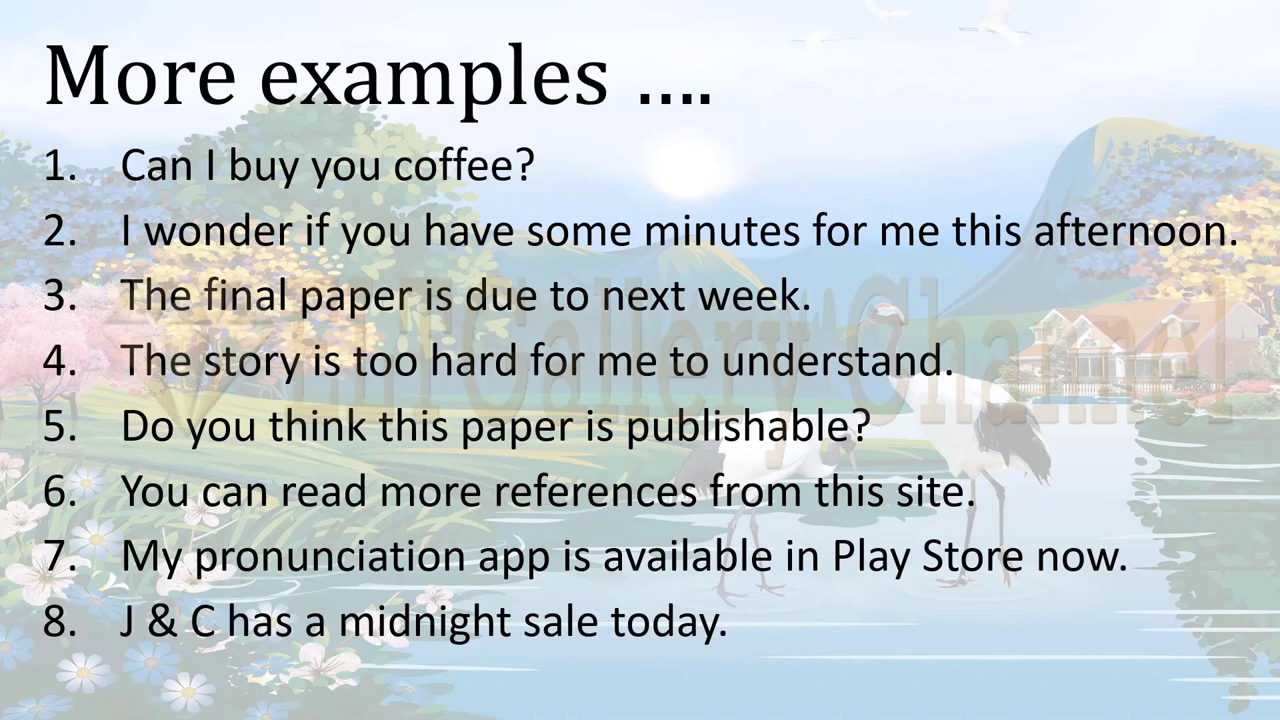 More examples ....
1. Can I buy you coffee?
2. I wonder if you have some minutes for me this afternoon.
3. The final paper is due to next week.
4. The story is too hard for me to understand.
5. Do you think this paper is publishable?
6. You can read more references from this site.
7. My pronunciation app is available in Play Store now.
8. J & C has a midnight sale today.
Gallery Channel